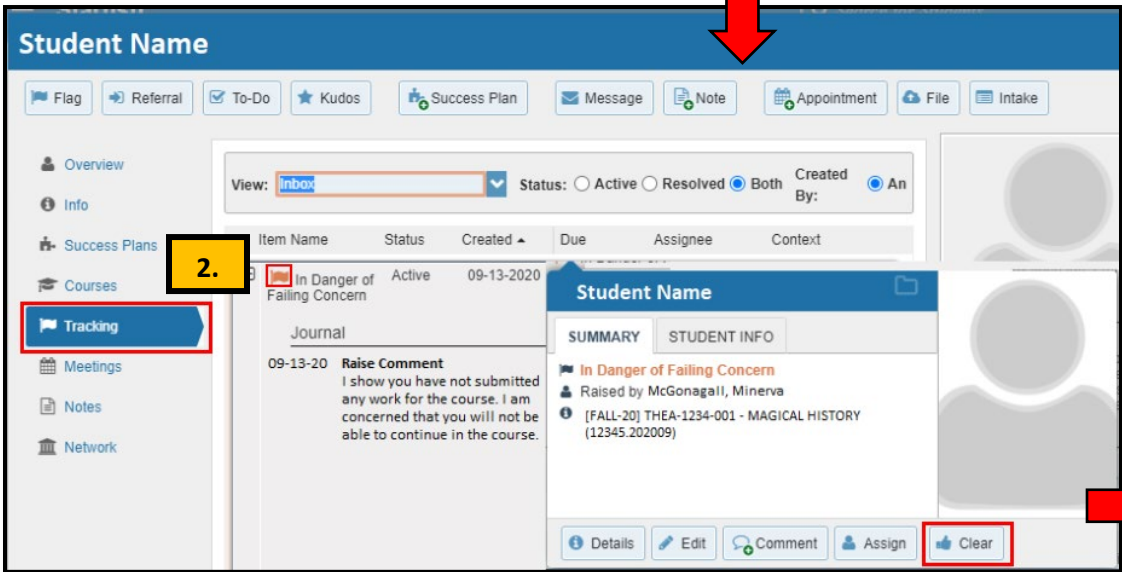 Student Name
Flag Referral To-Do Kudos Success Plan Message Note Appointment File Intake
Overview
Info
Success Plans
Courses
Tracking
Meetings
Notes
Network
2.
View: Inbox Status: Active Resolved Both Created By: An
Item Name Status Created Due Assignee Context
In Danger of Active 09-13-2020
Failing Concern
Journal
09-13-20 Raise Comment
I show you have not submitted
any work for the course. I am
concerned that you will not be
able to continue in the course.
Student Name
SUMMARY STUDENT INFO
In Danger of Failing Concern
Raised by McGonagall, Minerva
[FALL-20] THEA-1234-001 - MAGICAL HISTORY
(12345.202009)
Details Edit Comment Assign Clear